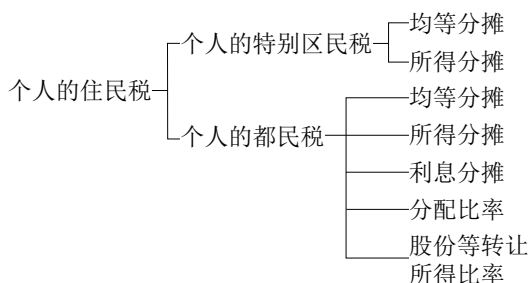 个人的住民税
个人的特别区民税
均等分摊
所得分摊
个人的都民税
均等分摊
所得分摊
利息分摊
分配比率
股份等转让
所得比率